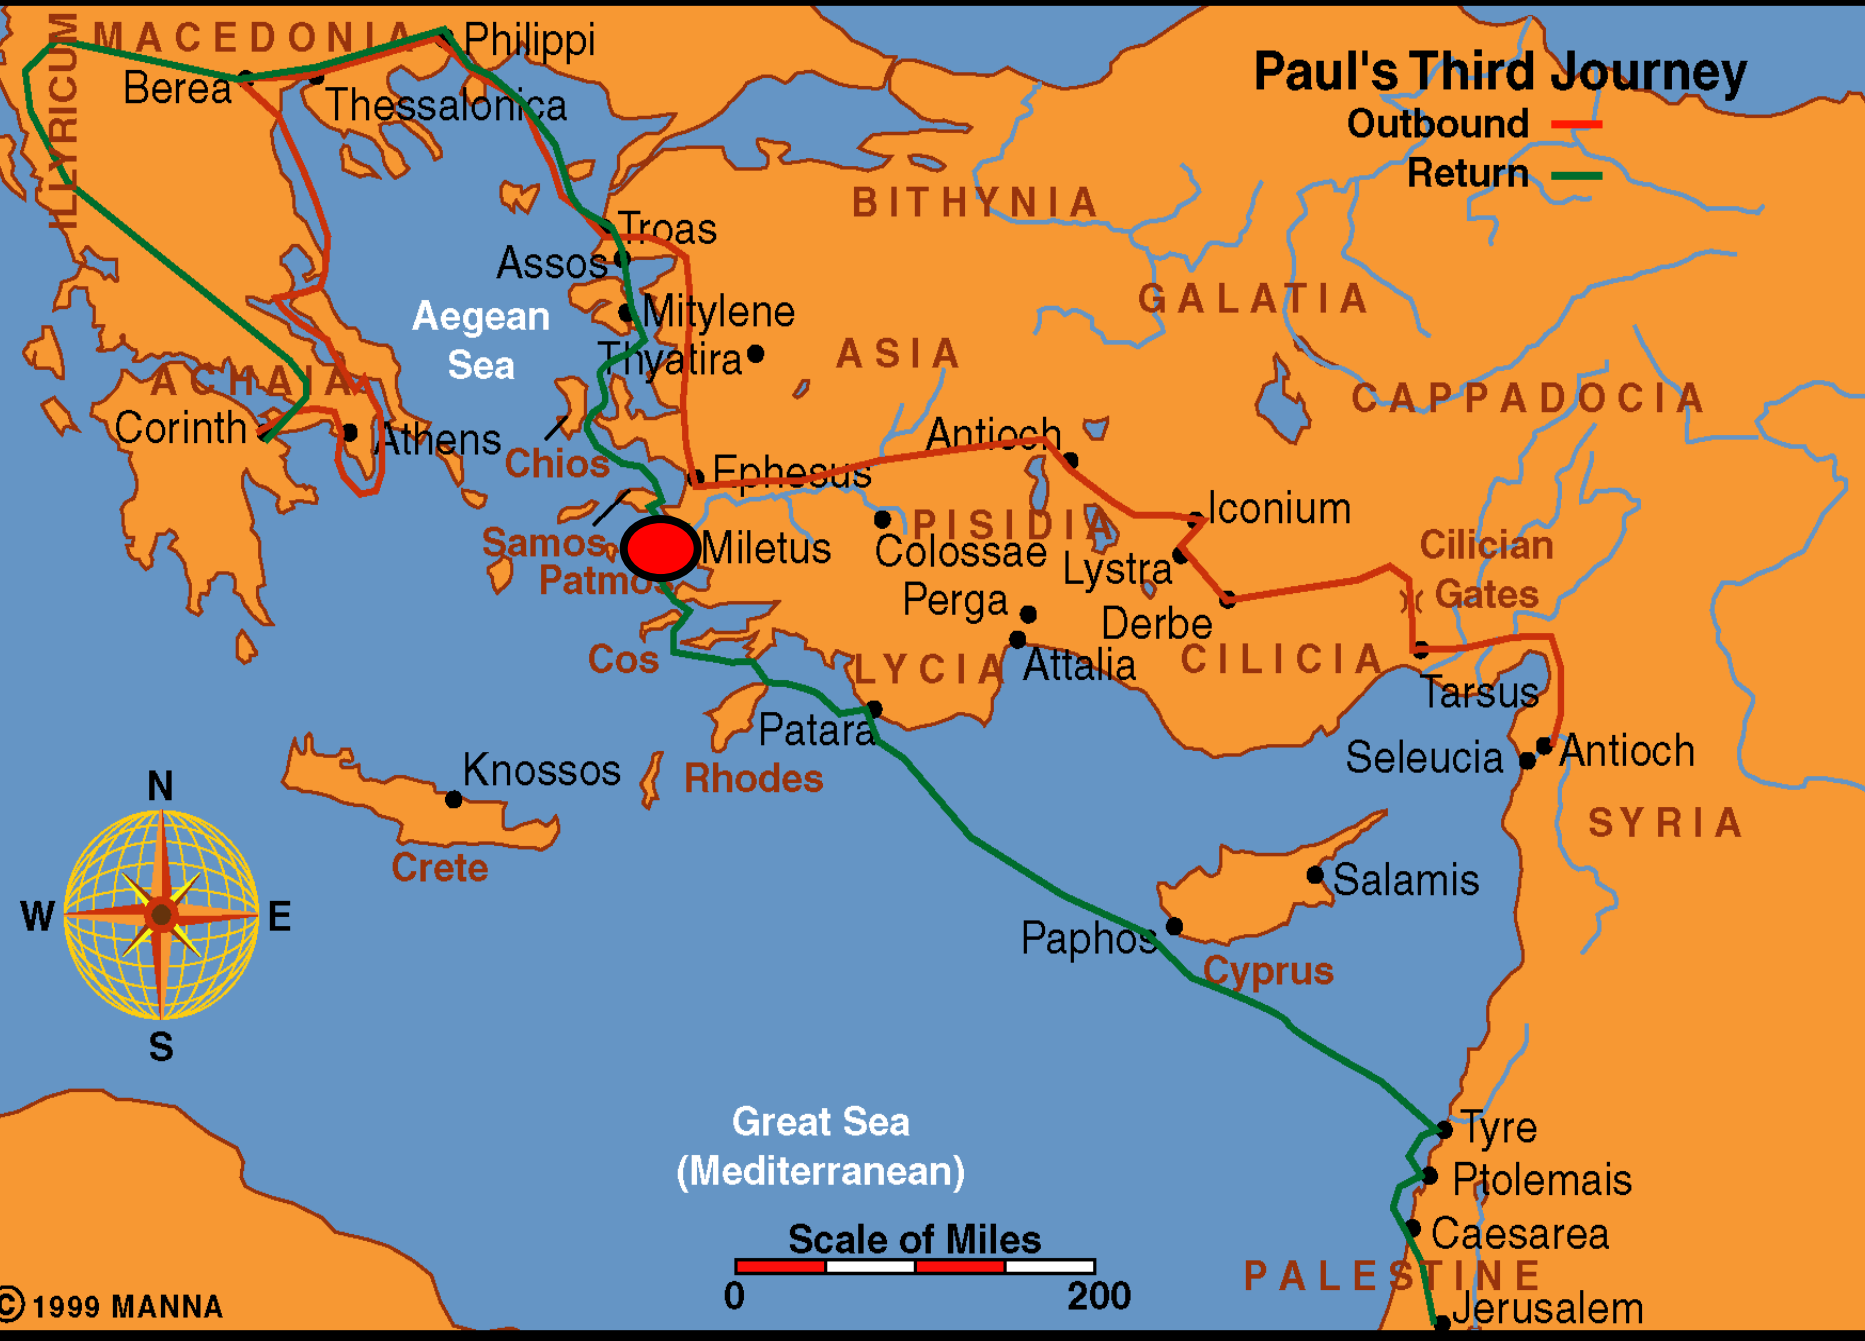 MACEDONIA
Philippi
Berea
Thessalonica
ILLYRICUM
Paul's Third Journey
Outbound
Return
BITHYNIA
Troas
Assos
Aegean
Sea
Mitylene
Thyatira
ASIA
GALATIA
CAPPADOCIA
ACHAIA
Corinth
Athens
Chios
Antioch
Ephesus
Samos
Patmos
Miletus
Colossae
PISIDIA
Iconium
Lystra
Perga
Derbe
Cilician
Gates
Cos
LYCIA
Attalia
CILICIA
Tarsus
Patara
Rhodes
Seleucia
Antioch
Knossos
Crete
SYRIA
Salamis
Paphos
Cyprus
N
W
E
S
Great Sea
(Mediterranean)
Tyre
Ptolemais
Caesarea
PALESTINE
Jerusalem
Scale of Miles
0
200
© 1999 MANNA